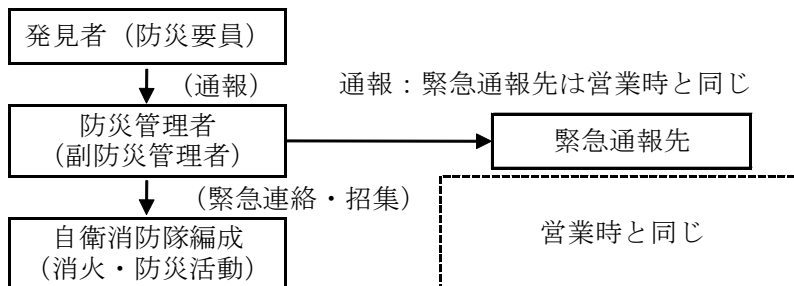 発見者（防災要員）
（通報）
通報：緊急通報先は営業時と同じ
防災管理者
（副防災管理者）
緊急通報先
（緊急連絡・招集）
営業時と同じ
自衛消防隊編成
（消火・防災活動）